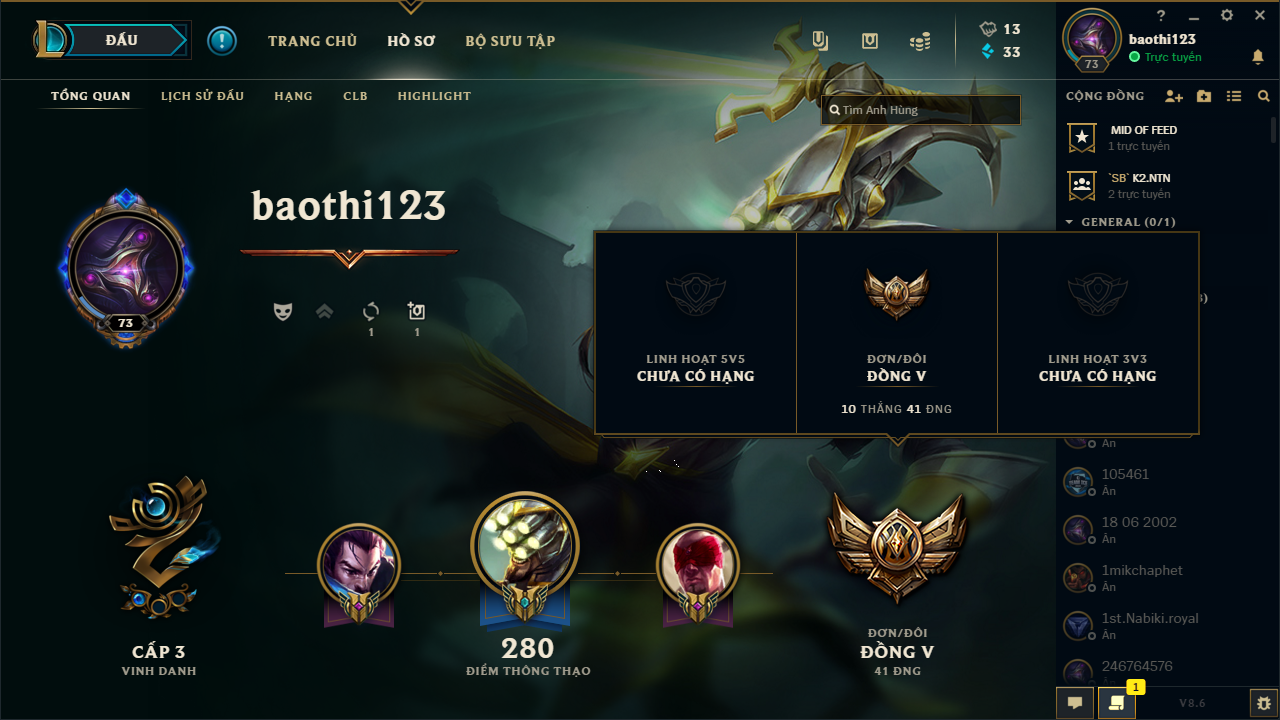 ĐẤU
!
TRANG CHỦ
HỒ SƠ
BỘ SƯU TẬP
13
33
?
baothi123
Trực tuyến
73
TỔNG QUAN
LỊCH SỬ ĐẤU
HẠNG
CLB
HIGHLIGHT
Tìm Anh Hùng
CỘNG ĐỒNG
MID OF FEED
1 trực tuyến
`SB` K2.NTN
2 trực tuyến
GENERAL (0/1)
baothi123
73
1
1
LINH HOẠT 5V5
CHƯA CÓ HẠNG
ĐƠN/ĐÔI
ĐỒNG V
10 THẮNG 41 ĐNG
LINH HOẠT 3V3
CHƯA CÓ HẠNG
Ẩn
105461
Ẩn
18 06 2002
Ẩn
1mikchaphet
Ẩn
1st.Nabiki.royal
Ẩn
246764576
Ẩn
CẤP 3
VINH DANH
280
ĐIỂM THÔNG THẠO
ĐƠN/ĐÔI
ĐỒNG V
41 ĐNG
1
V8.6